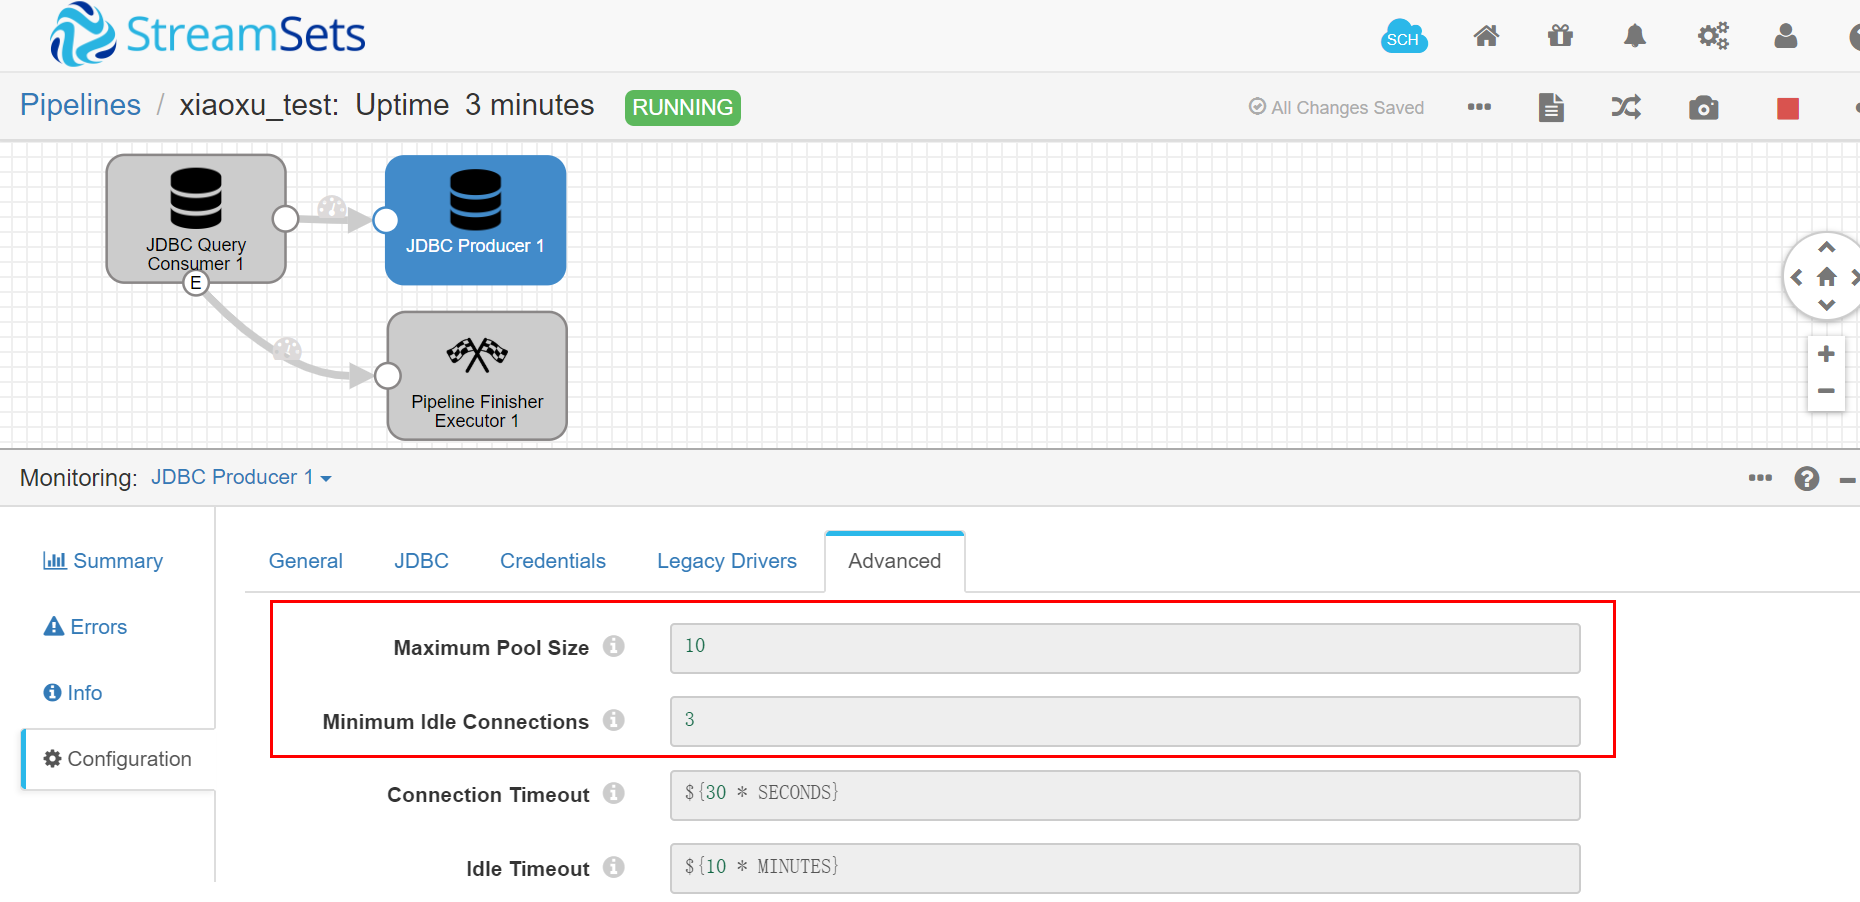 StreamSets
SCH
Pipelines / xiaoxu_test: Uptime 3 minutes RUNNING
All Changes Saved
JDBC Query
Consumer 1
E
JDBC Producer 1
Pipeline Finisher
Executor 1
Monitoring: JDBC Producer 1
Summary
Errors
Info
Configuration
General
JDBC
Credentials
Legacy Drivers
Advanced
Maximum Pool Size 10
Minimum Idle Connections 3
Connection Timeout ${30 * SECONDS}
Idle Timeout ${10 * MINUTES}